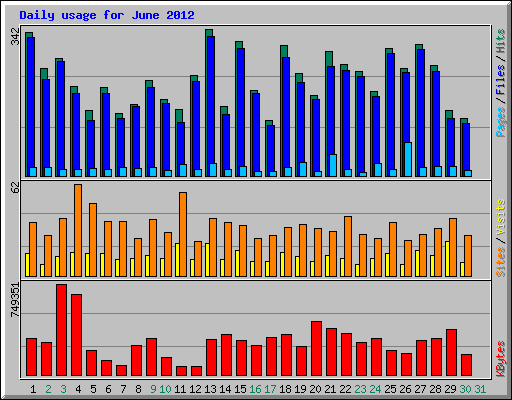 Daily usage for June 2012
342
Pages / Files / Hits
62
Sites / Visits
749351
KBytes
1 2 3 4 5 6 7 8 9 10 11 12 13 14 15 16 17 18 19 20 21 22 23 24 25 26 27 28 29 30 31